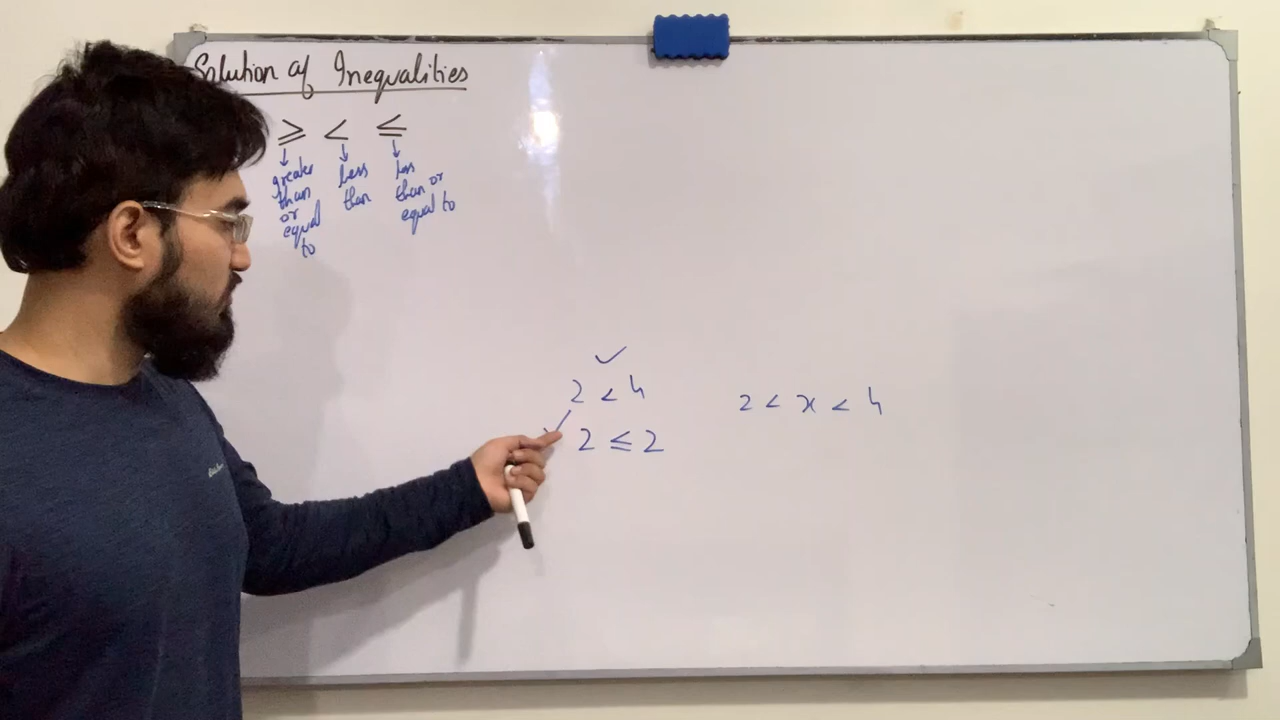 Solution of Inequalities
≥ < ≤
greater than or equal to
less than
less than or equal to
✓
2 < 4
2 < x < 4
✓ 2 ≤ 2